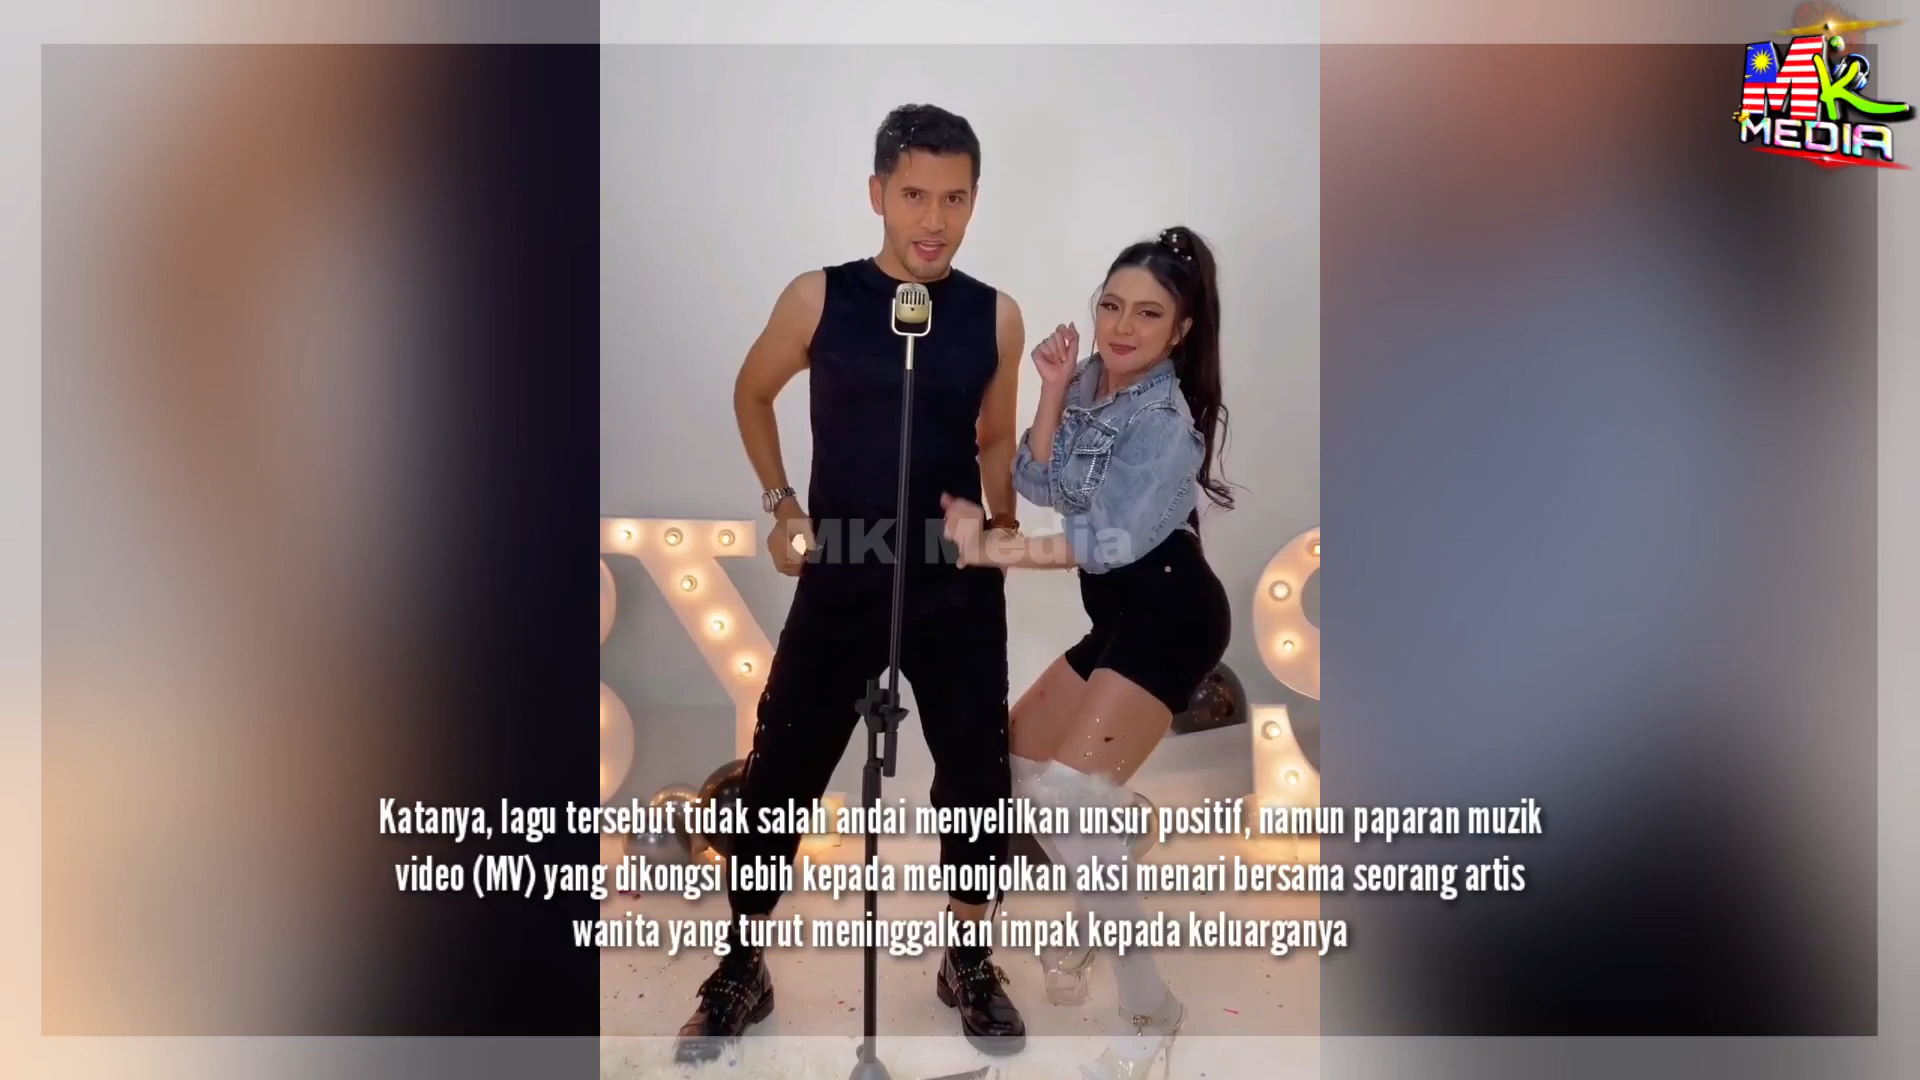 MK
MEDIA
MK Media
Katanya, lagu tersebut tidak salah andai menyelilkan unsur positif, namun paparan muzik
video (MV) yang dikongsi lebih kepada menonjolkan aksi menari bersama seorang artis
wanita yang turut meninggalkan impak kepada keluarganya